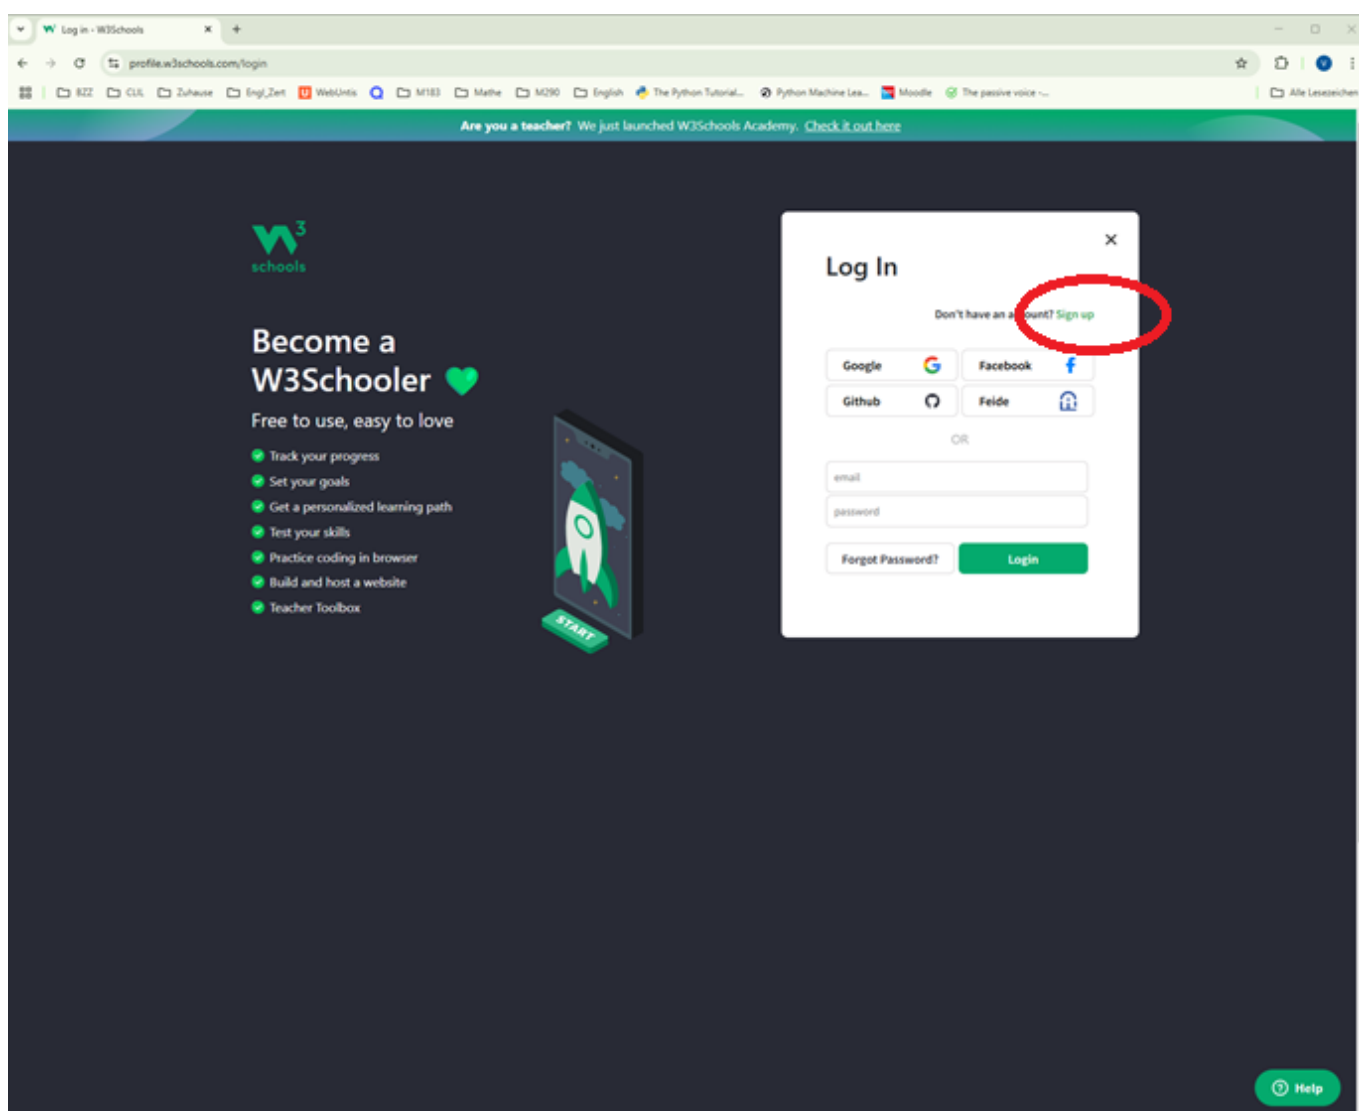 Log in - W3Schools
profile.w3schools.com/login
BZZ CLIL Zuhause Engl_Zert WebUntis M183 Mathe M290 English The Python Tutorial... Python Machine Lea... Moodle The passive voice -... Alle Lesezeichen
Are you a teacher? We just launched W3Schools Academy. Check it out here
W3
schools
Become a
W3Schooler
Free to use, easy to love
Track your progress
Set your goals
Get a personalized learning path
Test your skills
Practice coding in browser
Build and host a website
Teacher Toolbox
START
Log In
Don't have an account? Sign up
Google Facebook
Github Feide
OR
email
password
Forgot Password? Login
Help